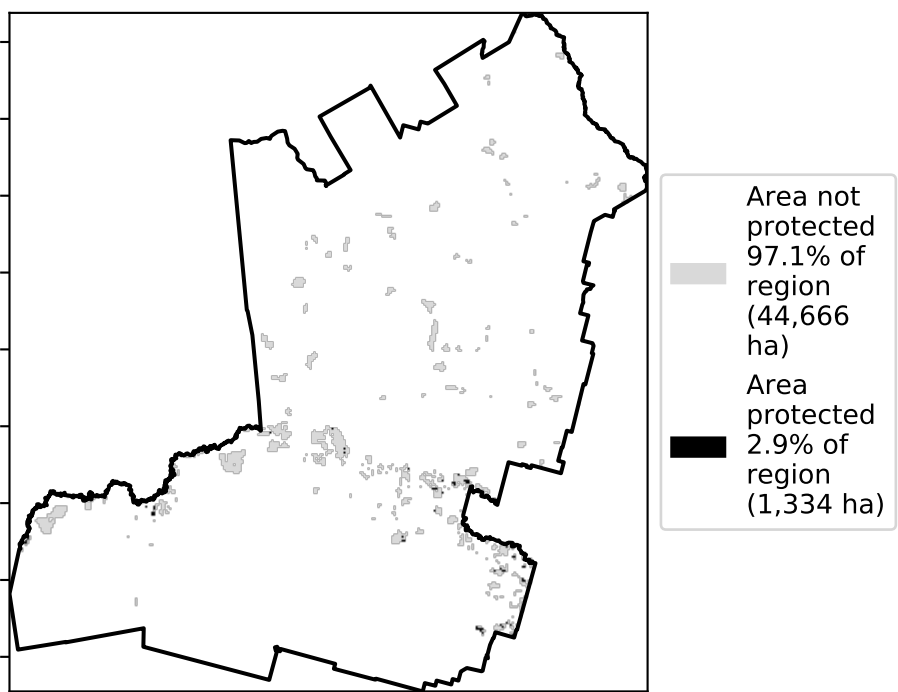 Area not
protected
97.1% of
region
(44,666
ha)
Area
protected
2.9% of
region
(1,334 ha)